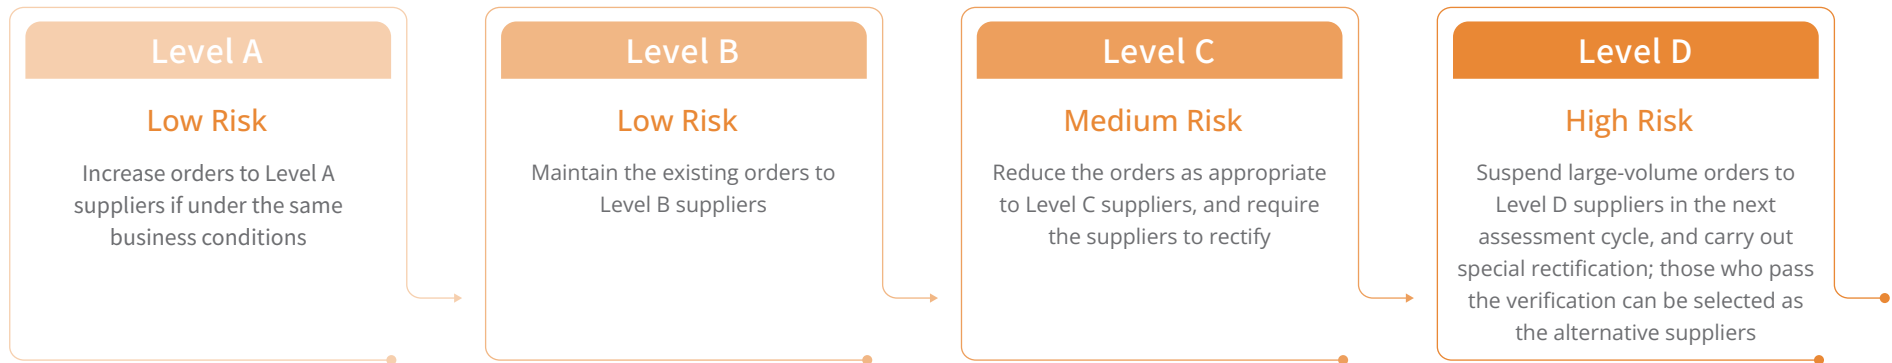 Level A
Low Risk
Increase orders to Level A
suppliers if under the same
business conditions
Level B
Low Risk
Maintain the existing orders to
Level B suppliers
Level C
Medium Risk
Reduce the orders as appropriate
to Level C suppliers, and require
the suppliers to rectify
Level D
High Risk
Suspend large-volume orders to
Level D suppliers in the next
assessment cycle, and carry out
special rectification; those who pass
the verification can be selected as
the alternative suppliers